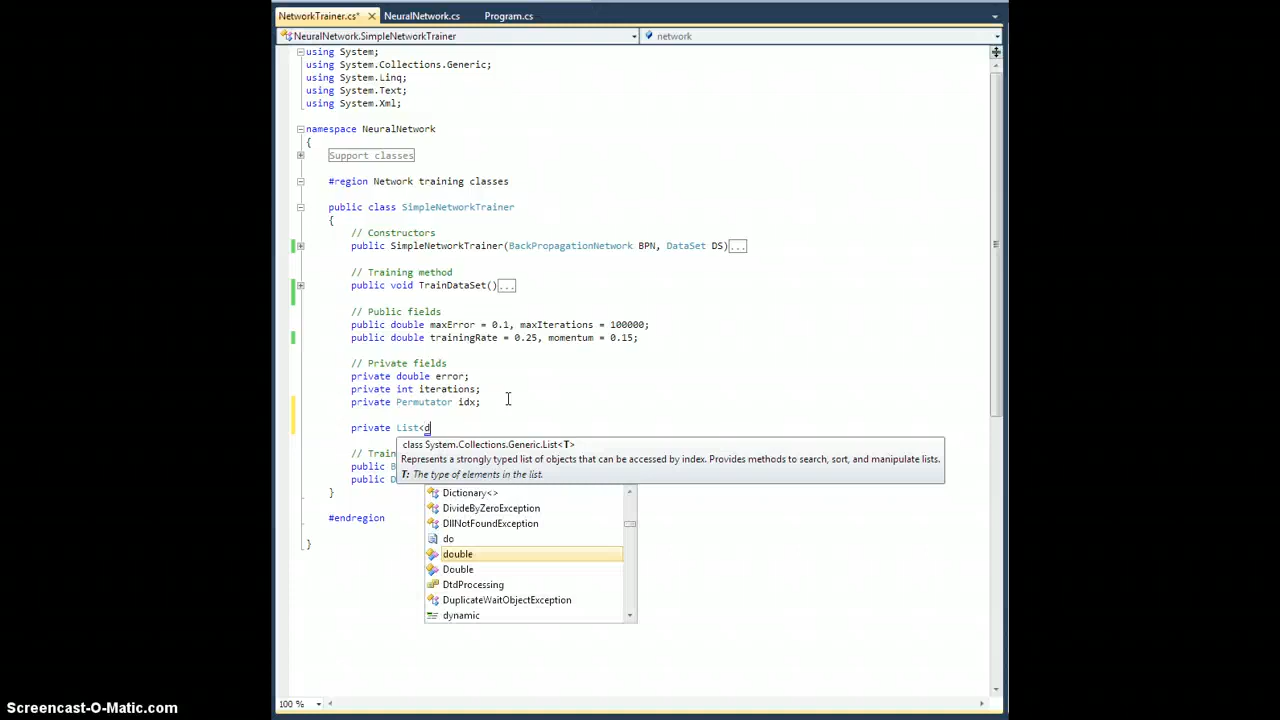 NetworkTrainer.cs* NeuralNetwork.cs Program.cs
NeuralNetwork.SimpleNetworkTrainer network
using System;
using System.Collections.Generic;
using System.Linq;
using System.Text;
using System.Xml;
namespace NeuralNetwork
{
Support classes
#region Network training classes
public class SimpleNetworkTrainer
{
// Constructors
public SimpleNetworkTrainer(BackPropagationNetwork BPN, DataSet DS)...
// Training method
public void TrainDataSet()...
// Public fields
public double maxError = 0.1, maxIterations = 100000;
public double trainingRate = 0.25, momentum = 0.15;
// Private fields
private double error;
private int iterations;
private Permutator idx;
private List<d
class System.Collections.Generic.List<T>
// Trai
Represents a strongly typed list of objects that can be accessed by index. Provides methods to search, sort, and manipulate lists.
public B
T: The type of elements in the list.
public D
}
Dictionary<>
DivideByZeroException
#endregion
DllNotFoundException
do
}
double
Double
DtdProcessing
DuplicateWaitObjectException
dynamic
100 %
Screencast-O-Matic.com